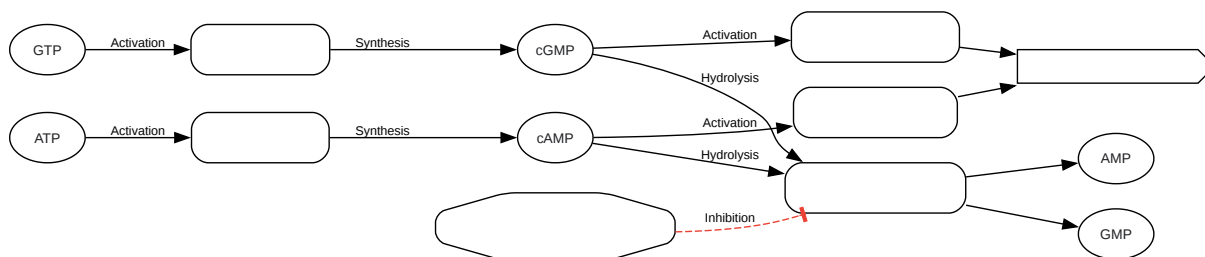 GTP
Activation
Synthesis
cGMP
Activation
Hydrolysis
ATP
Activation
Synthesis
cAMP
Activation
Hydrolysis
AMP
Inhibition
GMP